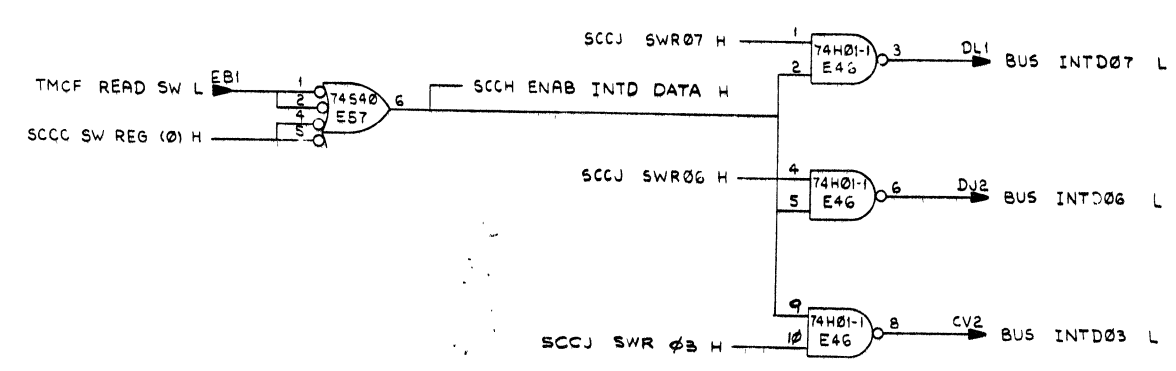 SCCJ SWR07 H
1
2
74H01-1
E46
3
DL1
BUS INTD07 L
TMCF READ SW L
EB1
1
2
4
5
74S40
E57
6
SCCH ENAB INTD DATA H
SCCC SW REG (0) H
SCCJ SWR06 H
4
5
74H01-1
E46
6
DJ2
BUS INTD06 L
9
10
74H01-1
E46
8
CV2
BUS INTD03 L
SCCJ SWR 03 H